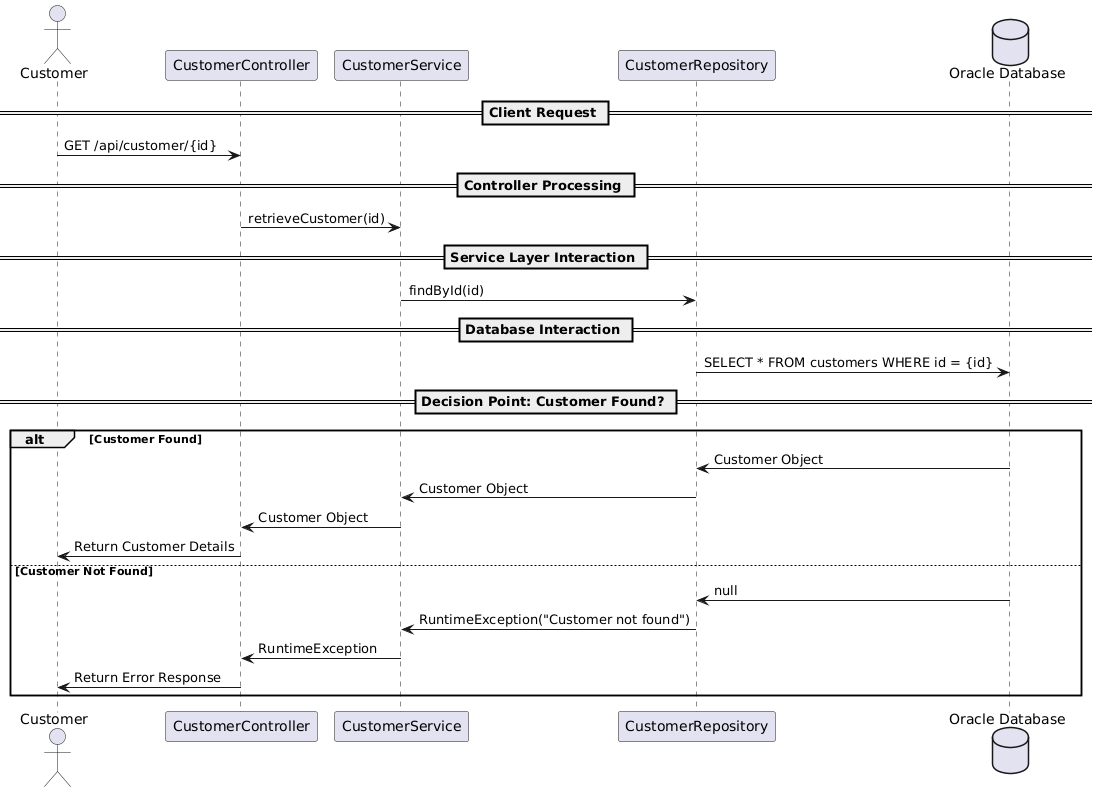 Customer
CustomerController
CustomerService
CustomerRepository
Oracle Database
Client Request
GET /api/customer/{id}
Controller Processing
retrieveCustomer(id)
Service Layer Interaction
findById(id)
Database Interaction
SELECT * FROM customers WHERE id = {id}
Decision Point: Customer Found?
alt [Customer Found]
Customer Object
Customer Object
Customer Object
Return Customer Details
[Customer Not Found]
null
RuntimeException("Customer not found")
RuntimeException
Return Error Response
Customer
CustomerController
CustomerService
CustomerRepository
Oracle Database